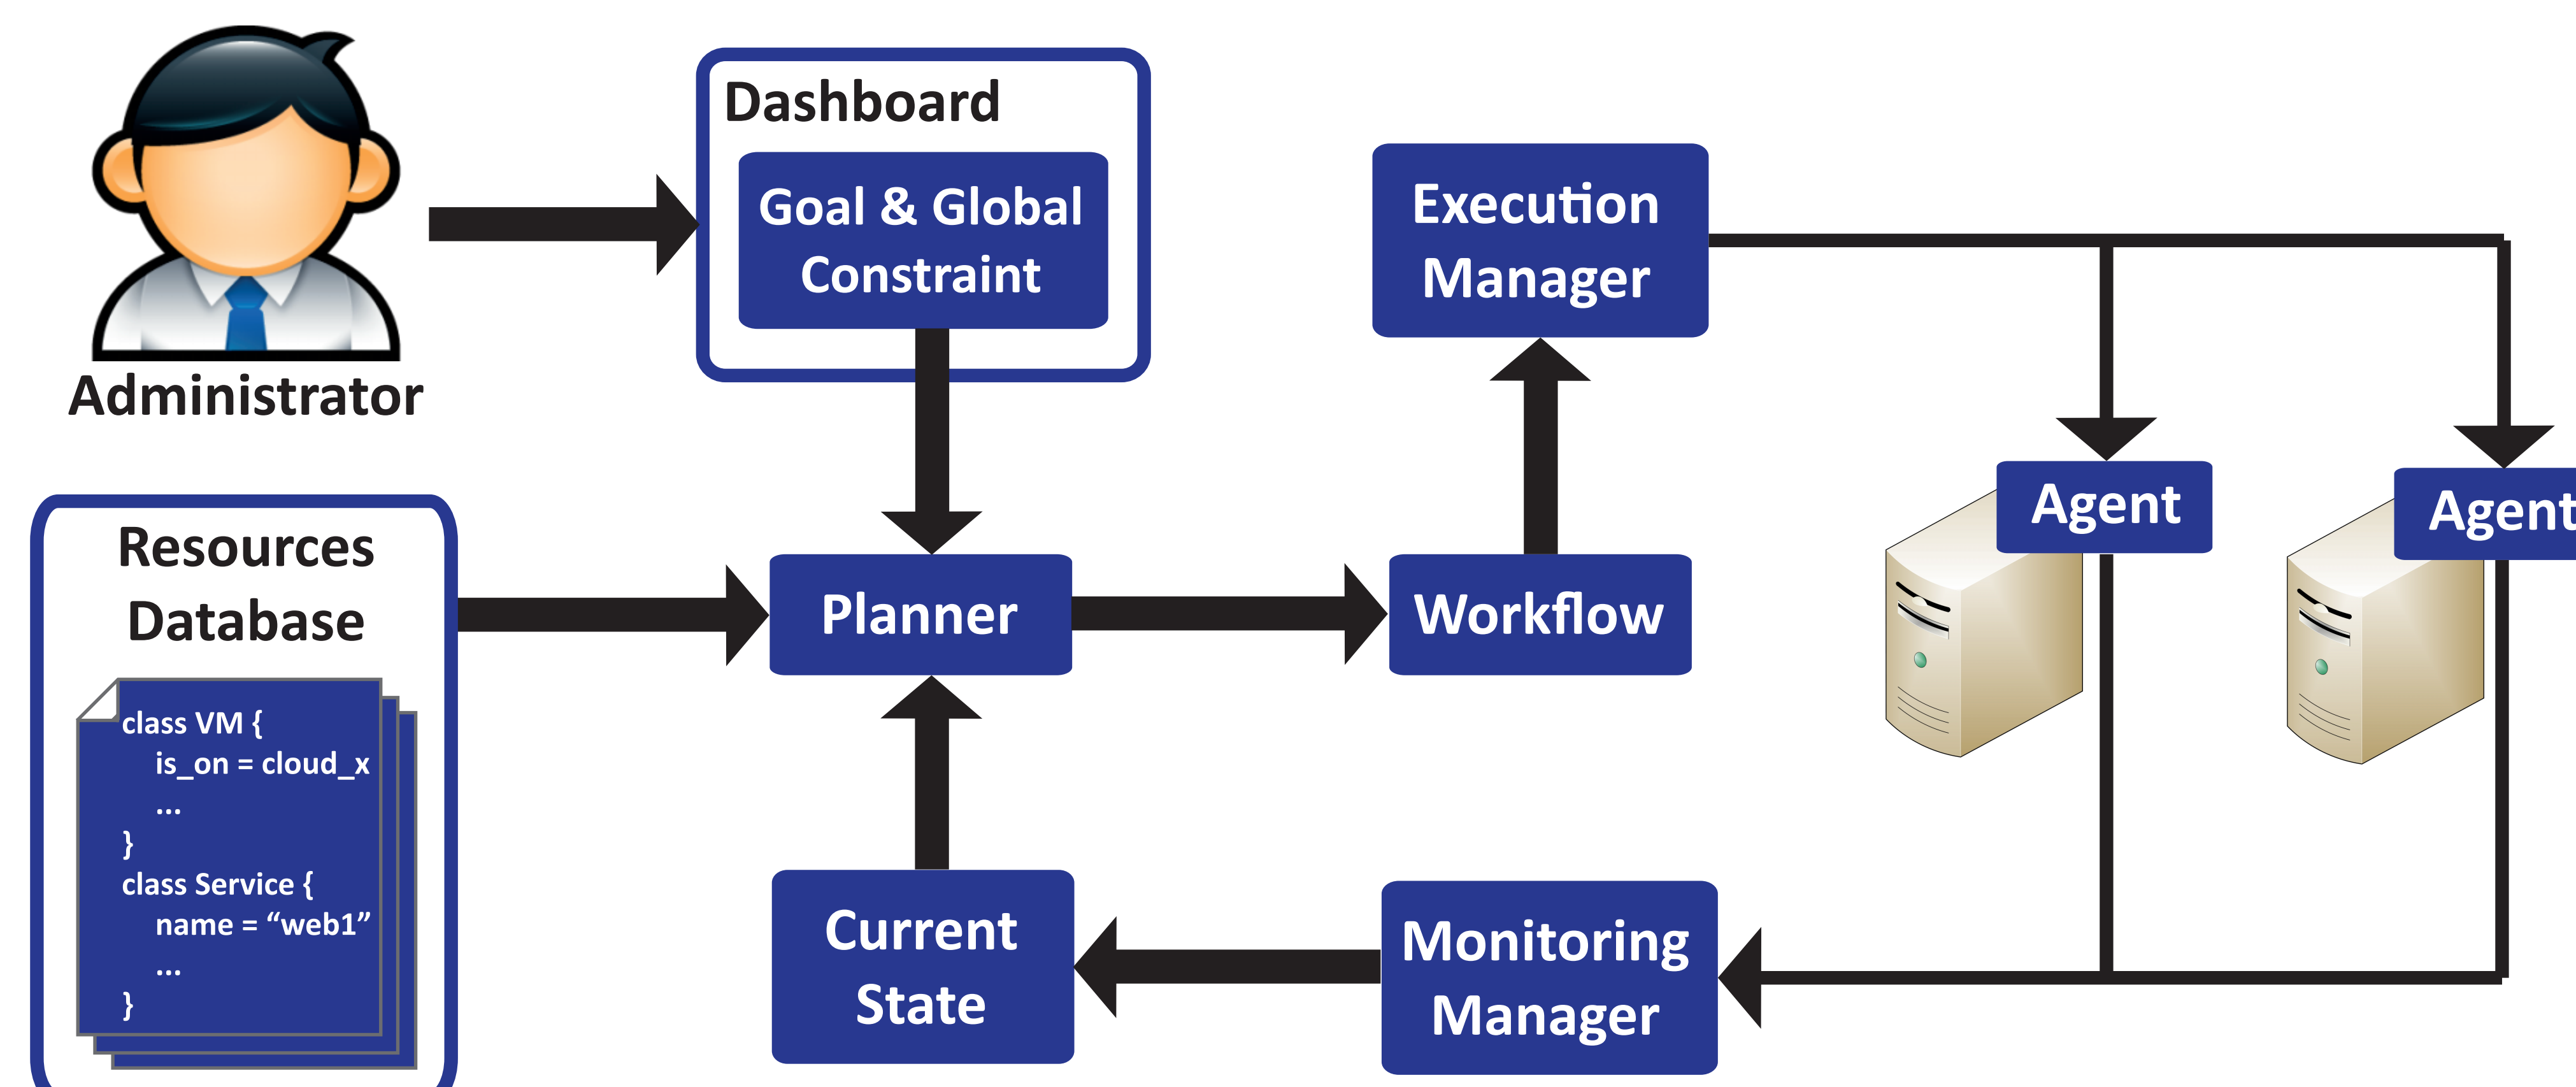 Administrator
Dashboard
Goal & Global
Constraint
Execution
Manager
Agent
Agent
Resources
Database
class VM {
is_on = cloud_x
...
}
class Service {
name = “web1”
...
}
Planner
Workflow
Current
State
Monitoring
Manager